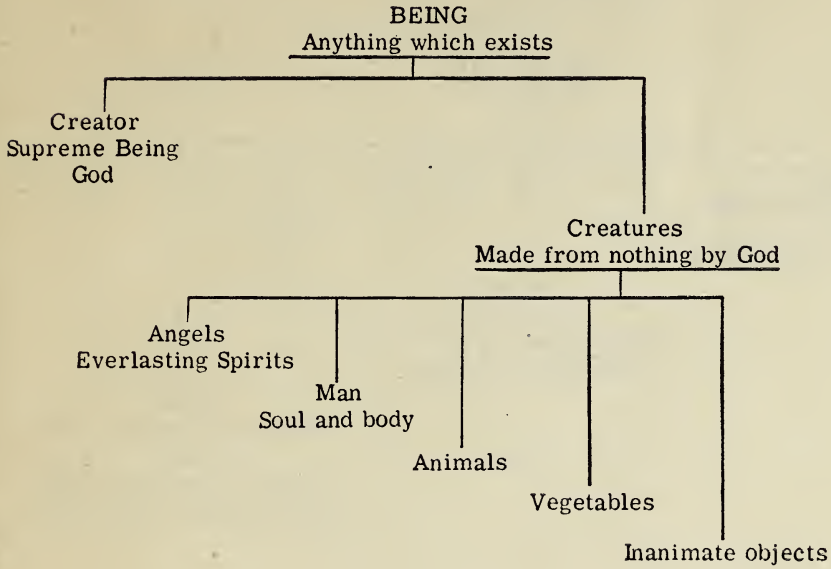 BEING
Anything which exists
Creator
Supreme Being
God
Creatures
Made from nothing by God
Angels
Everlasting Spirits
Man
Soul and body
Animals
Vegetables
Inanimate objects